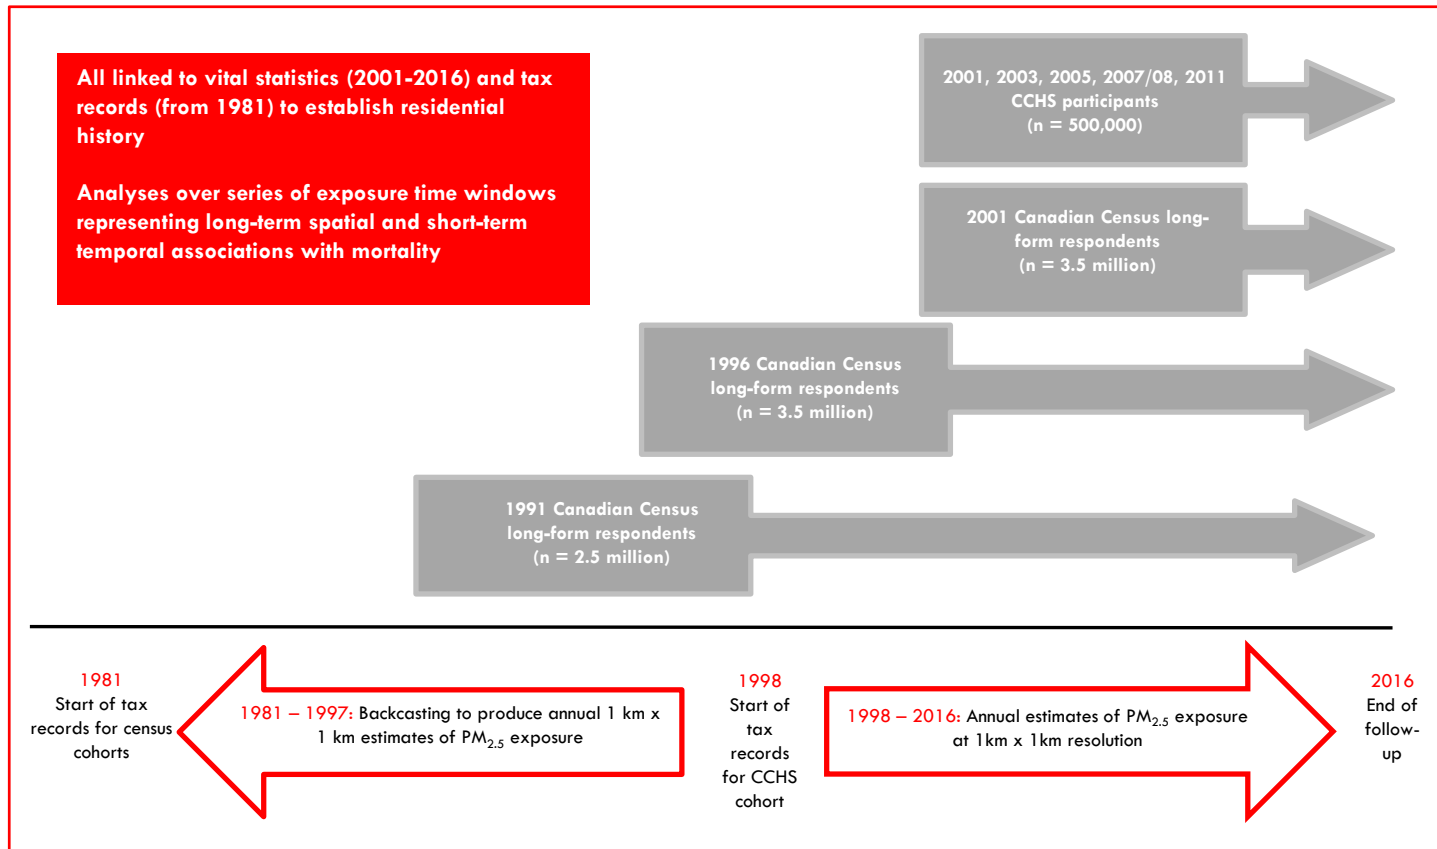 All linked to vital statistics (2001-2016) and tax
records (from 1981) to establish residential
history
Analyses over series of exposure time windows
representing long-term spatial and short-term
temporal associations with mortality
2001, 2003, 2005, 2007/08, 2011
CCHS participants
(n = 500,000)
2001 Canadian Census long-
form respondents
(n = 3.5 million)
1996 Canadian Census
long-form respondents
(n = 3.5 million)
1991 Canadian Census
long-form respondents
(n = 2.5 million)
1981
Start of tax
records for census
cohorts
1981 – 1997: Backcasting to produce annual 1 km x
1 km estimates of PM2.5 exposure
1998
Start of
tax
records
for CCHS
cohort
1998 – 2016: Annual estimates of PM2.5 exposure
at 1km x 1km resolution
2016
End of
follow-
up